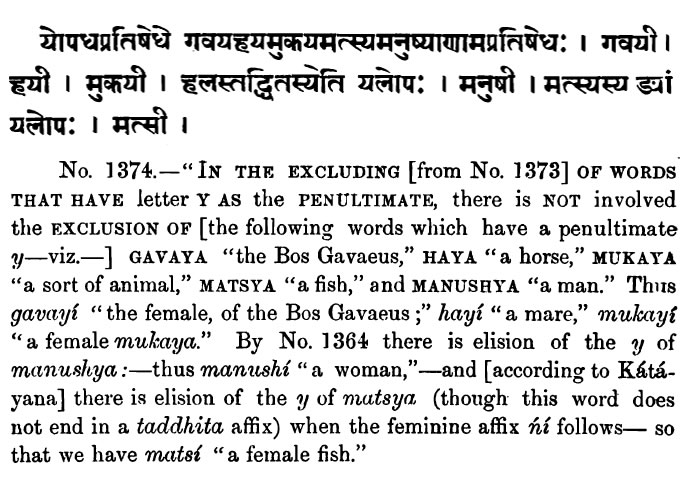 योपधप्रतिषेधे गवयहयमुकयमत्स्यमनुष्याणामप्रतिषेधः । गवयी ।
हयी । मुकयी । हलस्तद्धितस्येति यलोपः । मनुषी । मत्स्यस्य ङ्यां
यलोपः । मत्सी ।
No. 1374.—“IN THE EXCLUDING [from No. 1373] OF WORDS
THAT HAVE letter Y AS the PENULTIMATE, there is NOT involved
the EXCLUSION OF [the following words which have a penultimate
y—viz.—] GAVAYA “the Bos Gavaeus,” HAYA “a horse,” MUKAYA
“a sort of animal,” MATSYA “a fish,” and MANUSHYA “a man.” Thus
gavayí “the female, of the Bos Gavaeus;” hayí “a mare,” mukayí
“a female mukaya.” By No. 1364 there is elision of the y of
manushya:—thus manushí “a woman,”—and [according to Kátá-
yana] there is elision of the y of matsya (though this word does
not end in a taddhita affix) when the feminine affix ńí follows— so
that we have matsí “a female fish.”